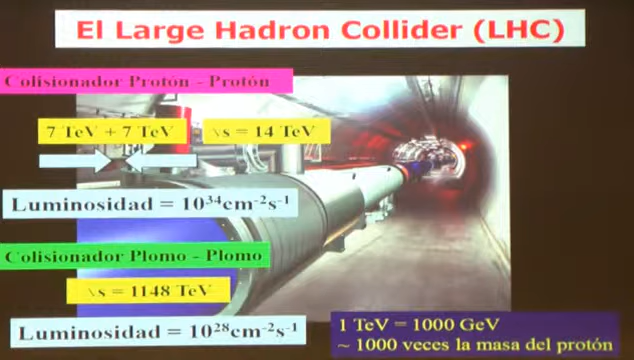 El Large Hadron Collider (LHC)
Colisionador Protón - Protón
7 TeV + 7 TeV
√s = 14 TeV
Luminosidad = 10³⁴cm⁻²s⁻¹
Colisionador Plomo - Plomo
√s = 1148 TeV
Luminosidad = 10²⁸cm⁻²s⁻¹
1 TeV = 1000 GeV
~ 1000 veces la masa del protón